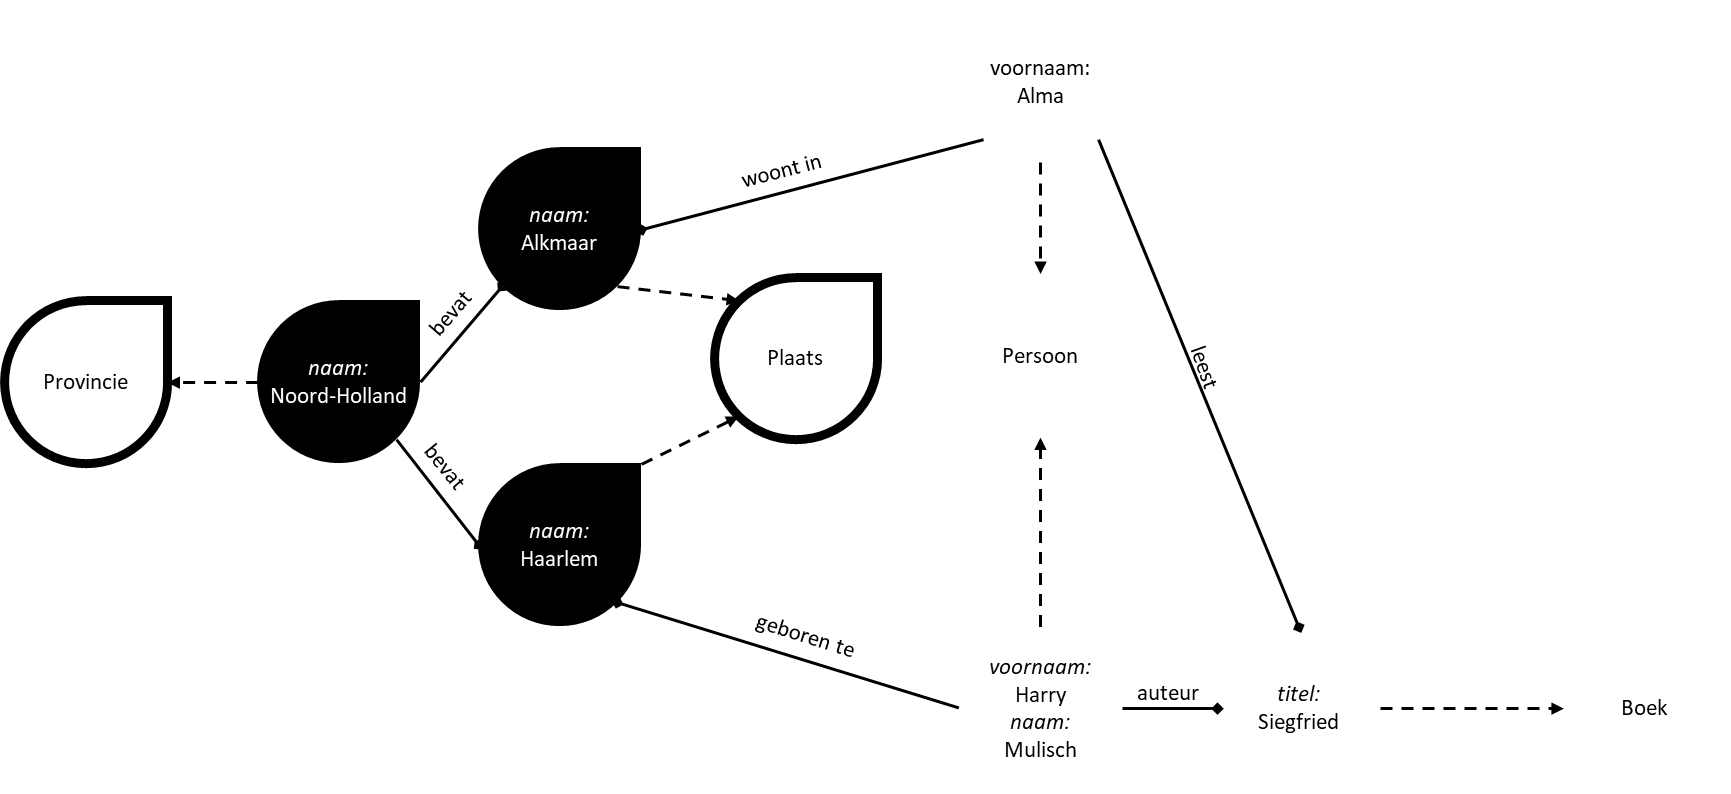 voornaam:
Alma
woont in
naam:
Alkmaar
bevat
Provincie
naam:
Noord-Holland
Plaats
Persoon
leest
bevat
naam:
Haarlem
geboren te
voornaam:
Harry
naam:
Mulisch
auteur
titel:
Siegfried
Boek